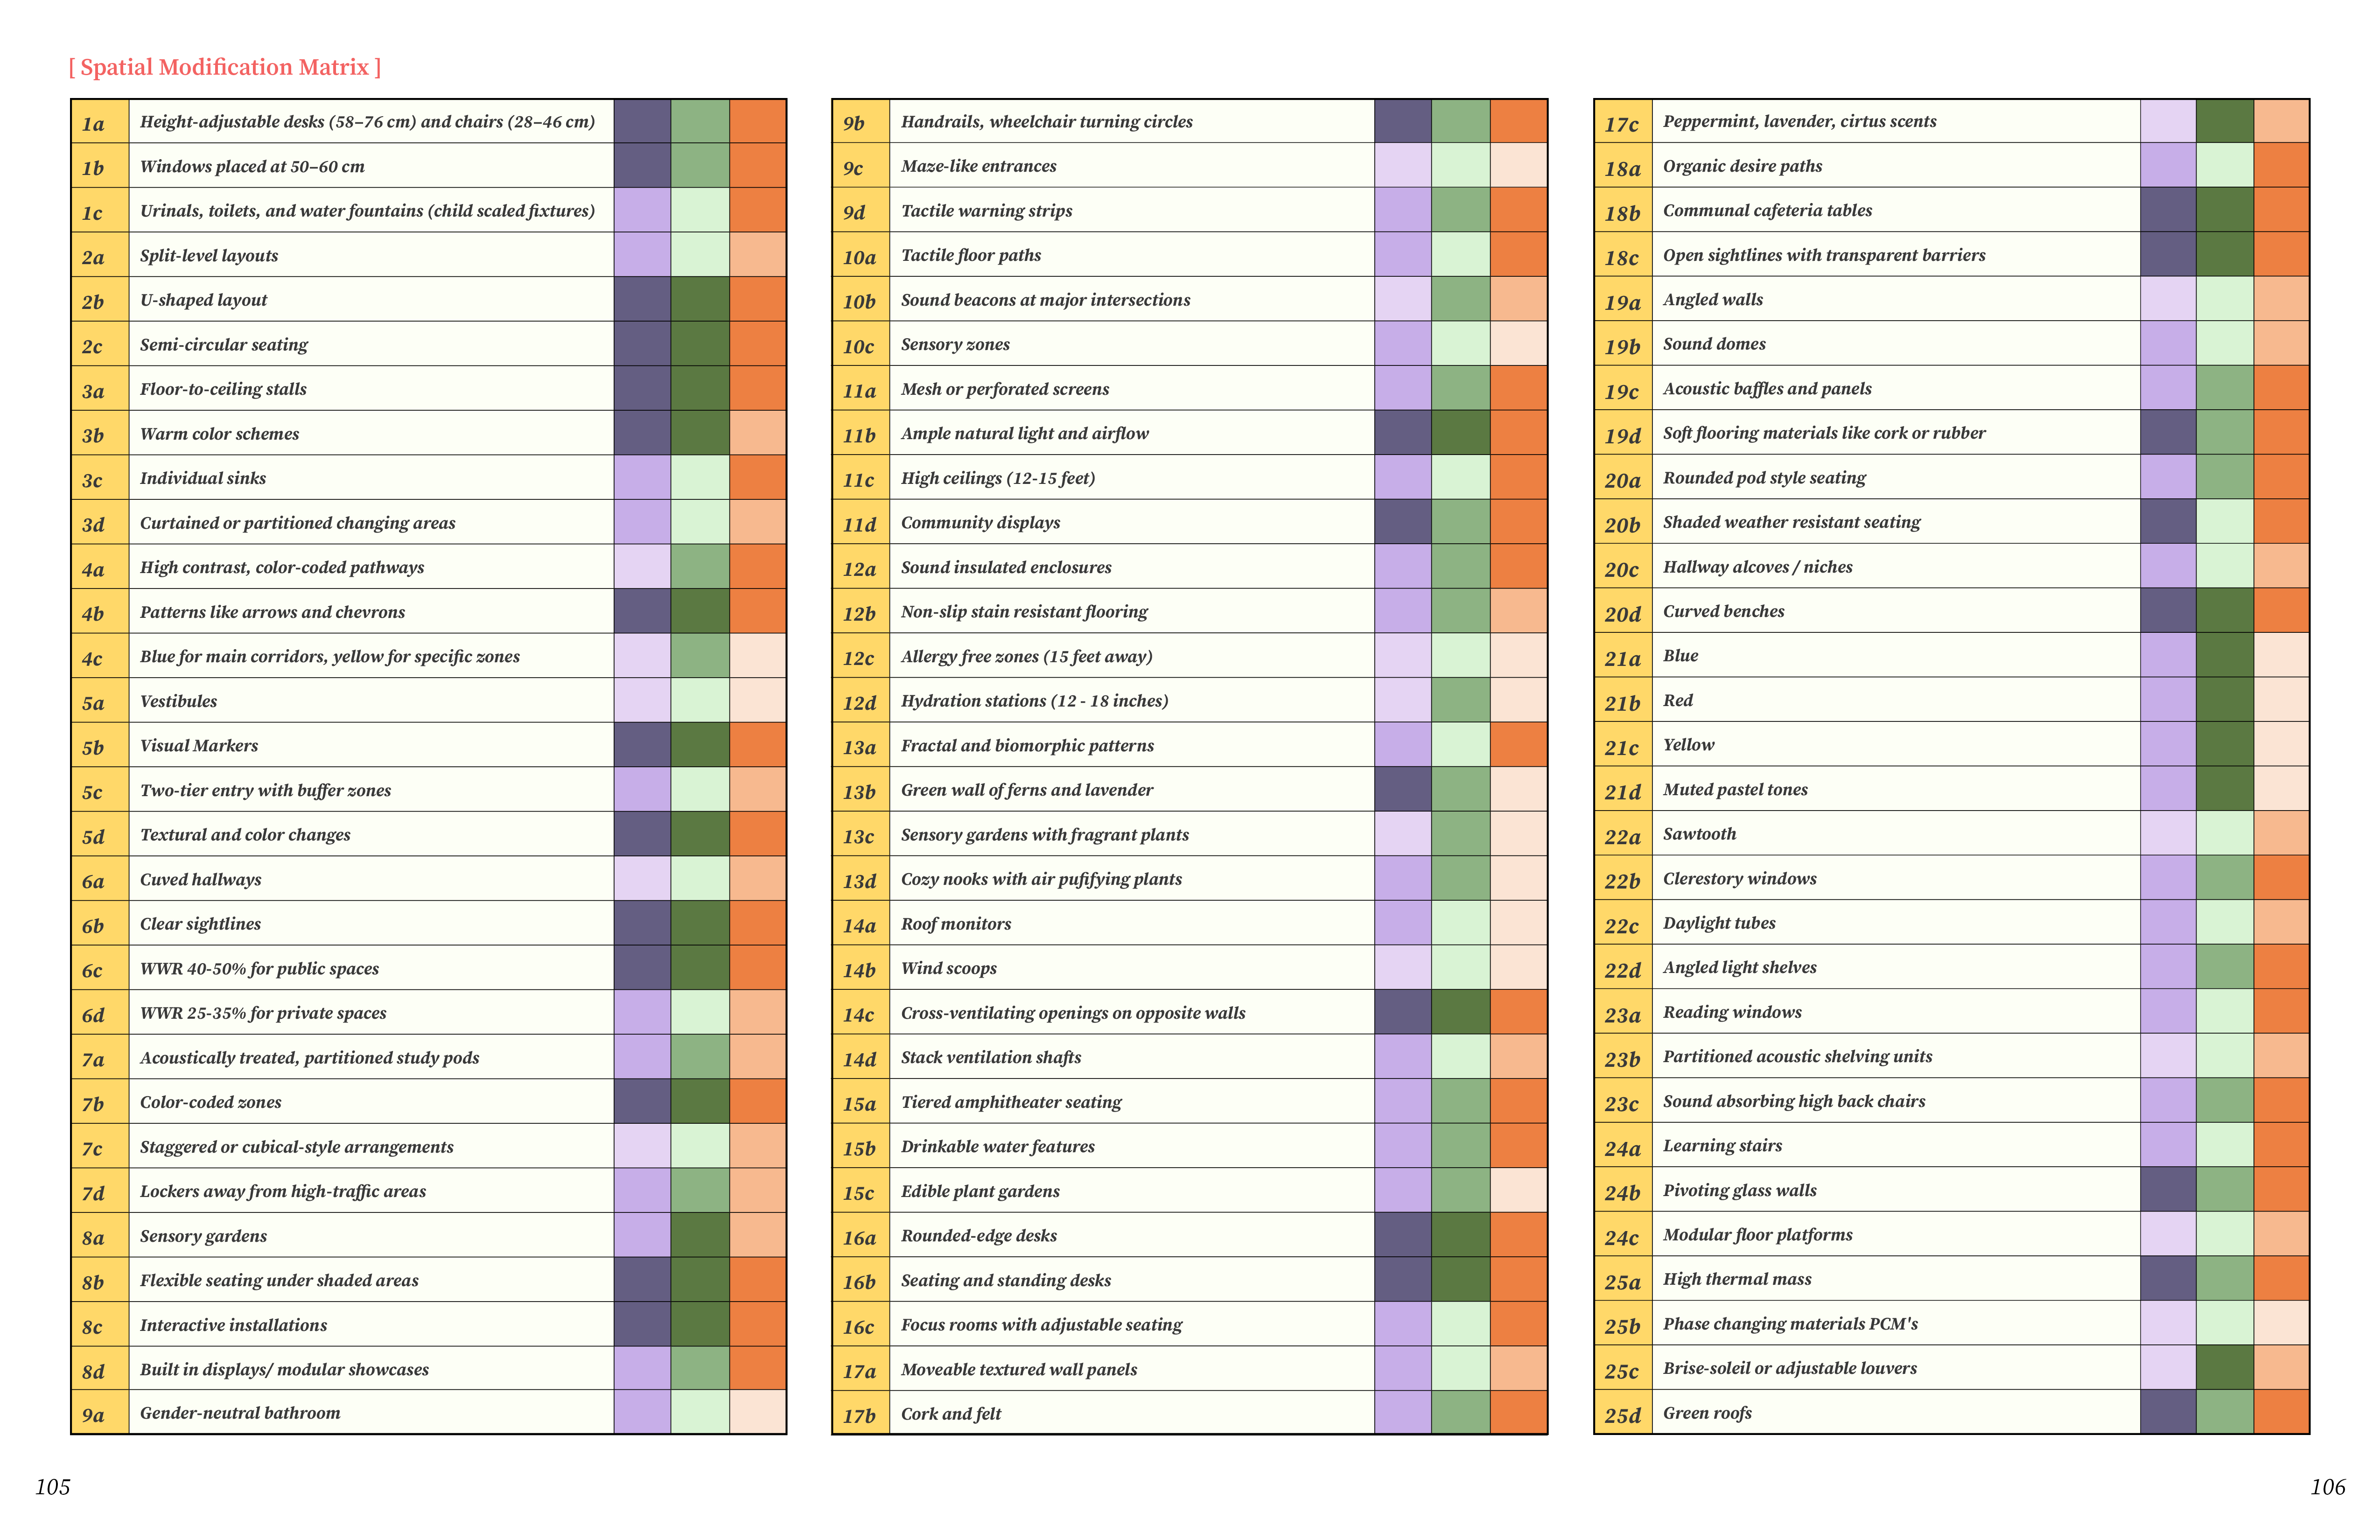 [ Spatial Modification Matrix ]
1a Height-adjustable desks (58–76 cm) and chairs (28–46 cm)
1b Windows placed at 50–60 cm
1c Urinals, toilets, and water fountains (child scaled fixtures)
2a Split-level layouts
2b U-shaped layout
2c Semi-circular seating
3a Floor-to-ceiling stalls
3b Warm color schemes
3c Individual sinks
3d Curtained or partitioned changing areas
4a High contrast, color-coded pathways
4b Patterns like arrows and chevrons
4c Blue for main corridors, yellow for specific zones
5a Vestibules
5b Visual Markers
5c Two-tier entry with buffer zones
5d Textural and color changes
6a Cuved hallways
6b Clear sightlines
6c WWR 40-50% for public spaces
6d WWR 25-35% for private spaces
7a Acoustically treated, partitioned study pods
7b Color-coded zones
7c Staggered or cubical-style arrangements
7d Lockers away from high-traffic areas
8a Sensory gardens
8b Flexible seating under shaded areas
8c Interactive installations
8d Built in displays/ modular showcases
9a Gender-neutral bathroom
9b Handrails, wheelchair turning circles
9c Maze-like entrances
9d Tactile warning strips
10a Tactile floor paths
10b Sound beacons at major intersections
10c Sensory zones
11a Mesh or perforated screens
11b Ample natural light and airflow
11c High ceilings (12-15 feet)
11d Community displays
12a Sound insulated enclosures
12b Non-slip stain resistant flooring
12c Allergy free zones (15 feet away)
12d Hydration stations (12 - 18 inches)
13a Fractal and biomorphic patterns
13b Green wall of ferns and lavender
13c Sensory gardens with fragrant plants
13d Cozy nooks with air pufifying plants
14a Roof monitors
14b Wind scoops
14c Cross-ventilating openings on opposite walls
14d Stack ventilation shafts
15a Tiered amphitheater seating
15b Drinkable water features
15c Edible plant gardens
16a Rounded-edge desks
16b Seating and standing desks
16c Focus rooms with adjustable seating
17a Moveable textured wall panels
17b Cork and felt
17c Peppermint, lavender, cirtus scents
18a Organic desire paths
18b Communal cafeteria tables
18c Open sightlines with transparent barriers
19a Angled walls
19b Sound domes
19c Acoustic baffles and panels
19d Soft flooring materials like cork or rubber
20a Rounded pod style seating
20b Shaded weather resistant seating
20c Hallway alcoves / niches
20d Curved benches
21a Blue
21b Red
21c Yellow
21d Muted pastel tones
22a Sawtooth
22b Clerestory windows
22c Daylight tubes
22d Angled light shelves
23a Reading windows
23b Partitioned acoustic shelving units
23c Sound absorbing high back chairs
24a Learning stairs
24b Pivoting glass walls
24c Modular floor platforms
25a High thermal mass
25b Phase changing materials PCM's
25c Brise-soleil or adjustable louvers
25d Green roofs
105
106